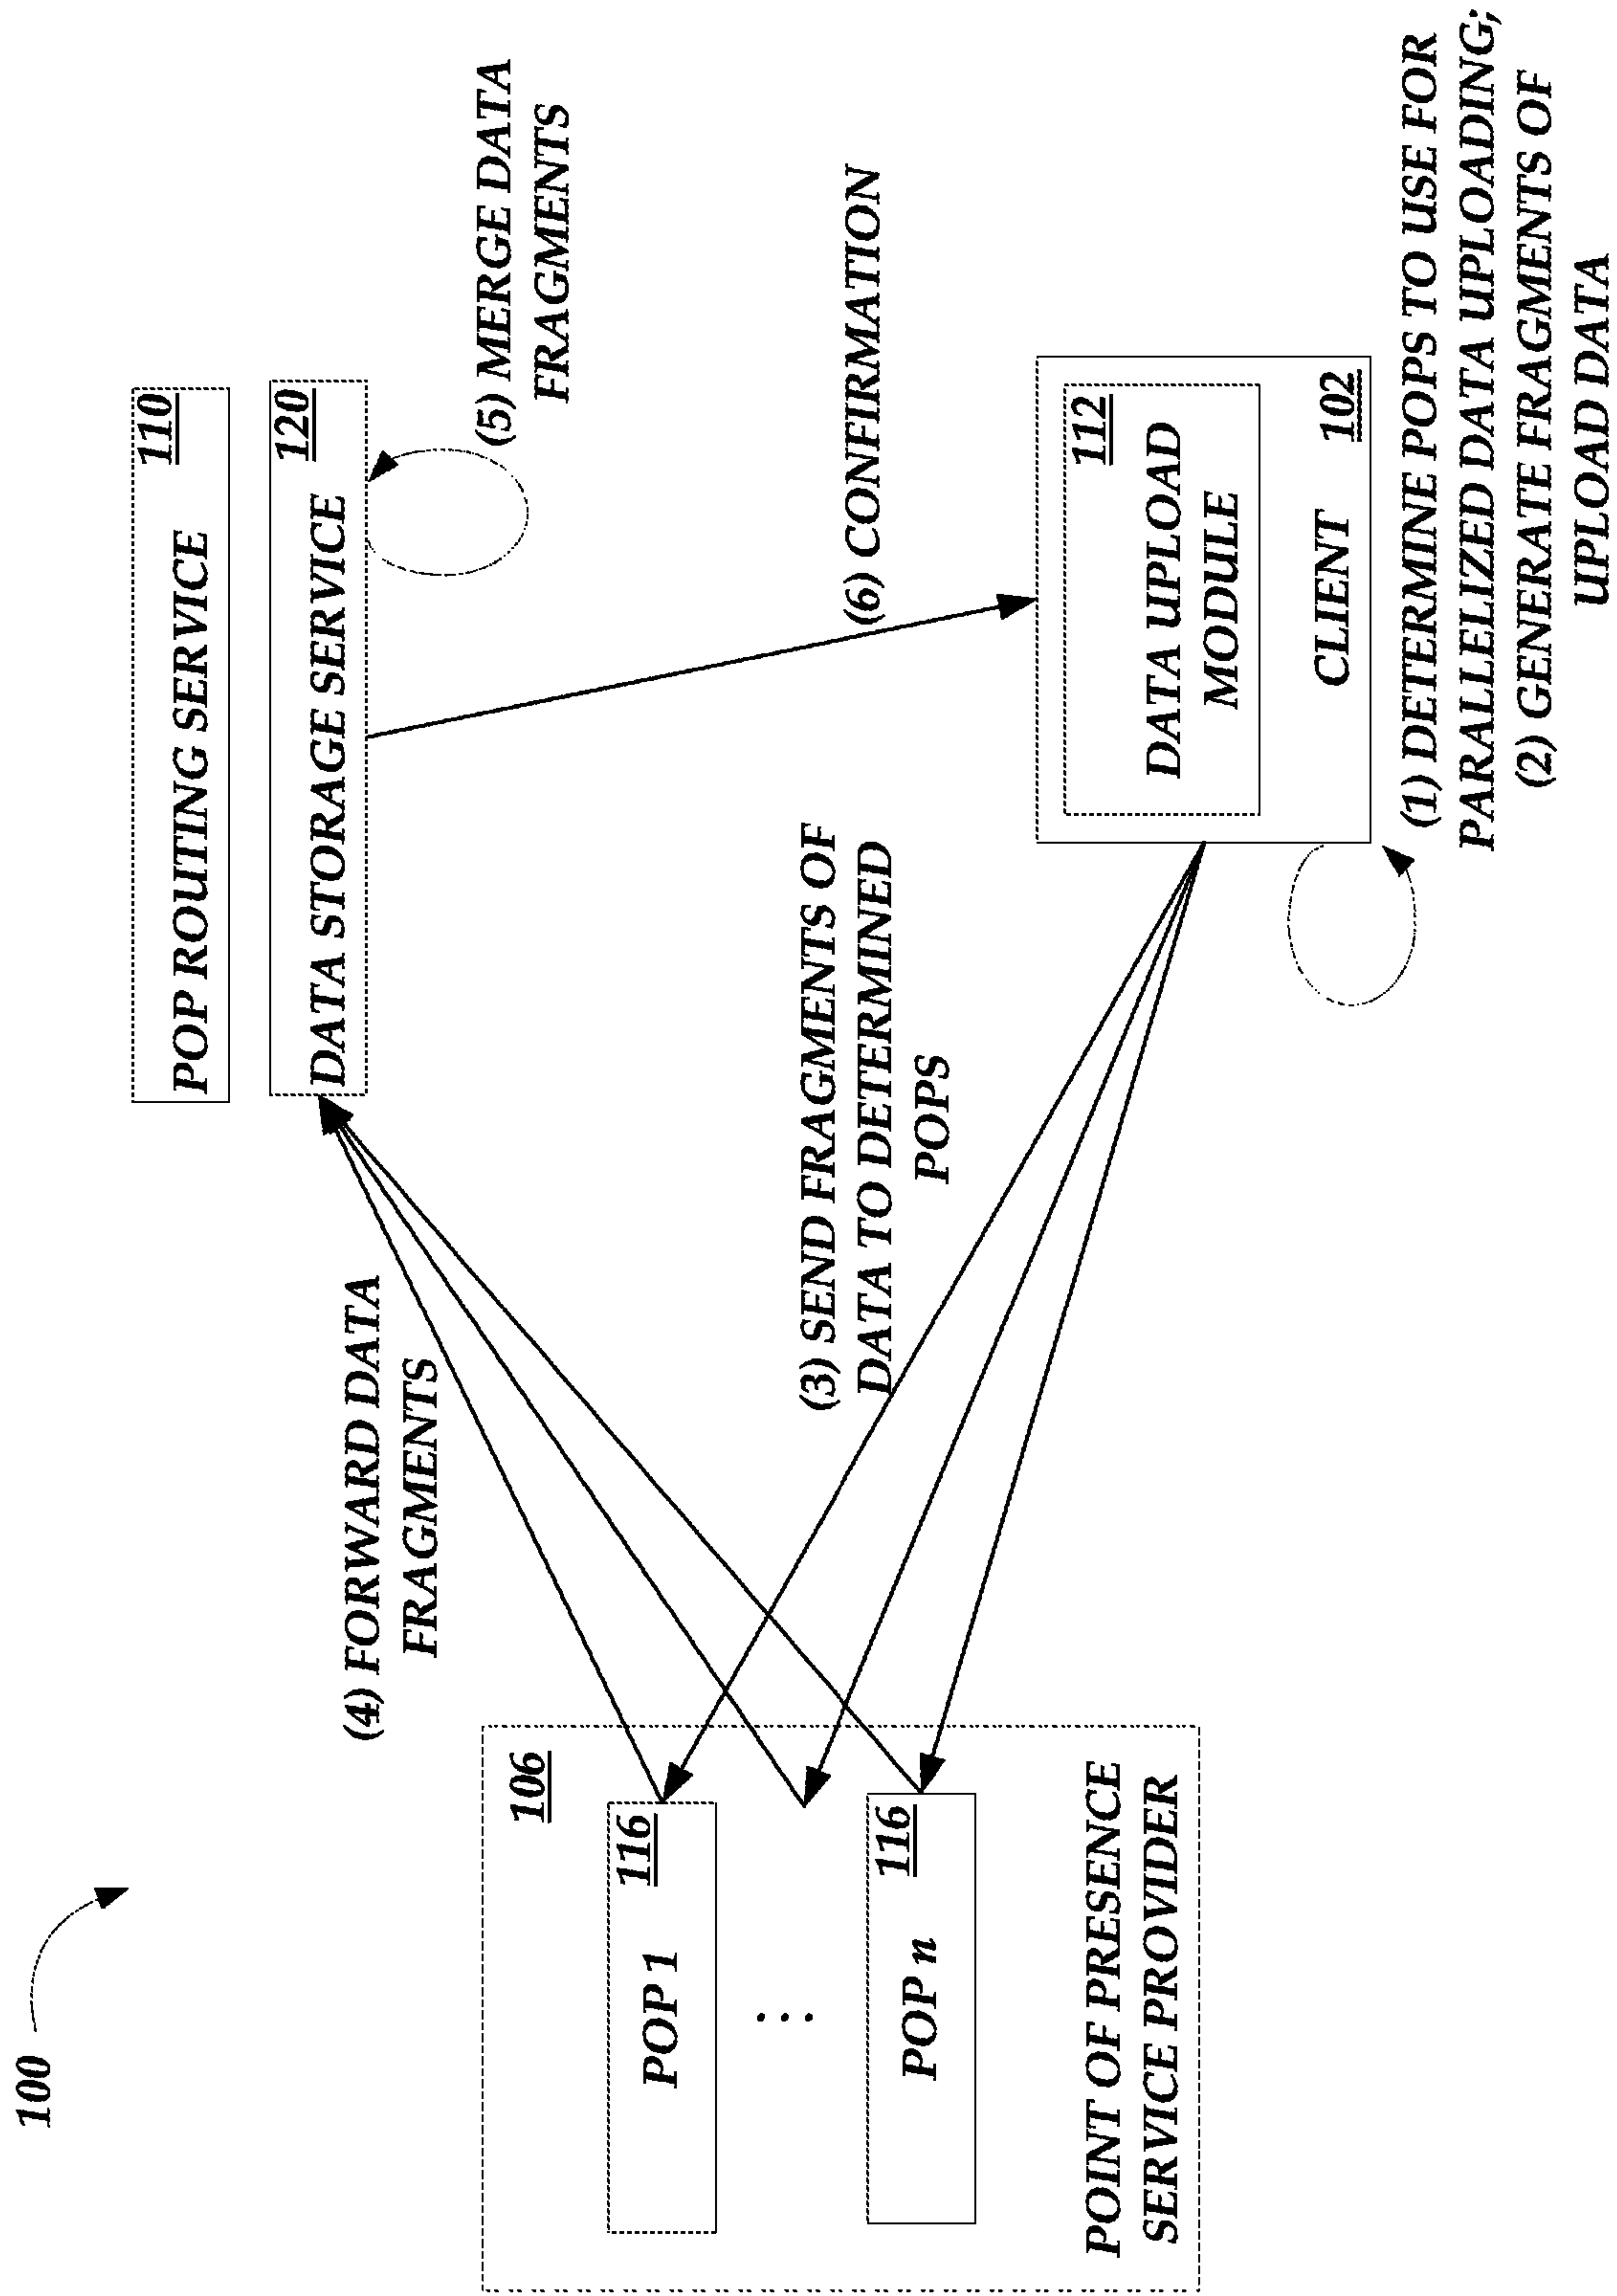 100
POP ROUTING SERVICE
110
DATA STORAGE SERVICE
120
(5) MERGE DATA
FRAGMENTS
(4) FORWARD DATA
FRAGMENTS
106
POP 1
116
...
POP n
116
POINT OF PRESENCE
SERVICE PROVIDER
(3) SEND FRAGMENTS OF
DATA TO DETERMINED
POPS
(6) CONFIRMATION
112
DATA UPLOAD
MODULE
CLIENT
102
(1) DETERMINE POPS TO USE FOR
PARALLELIZED DATA UPLOADING;
(2) GENERATE FRAGMENTS OF
UPLOAD DATA